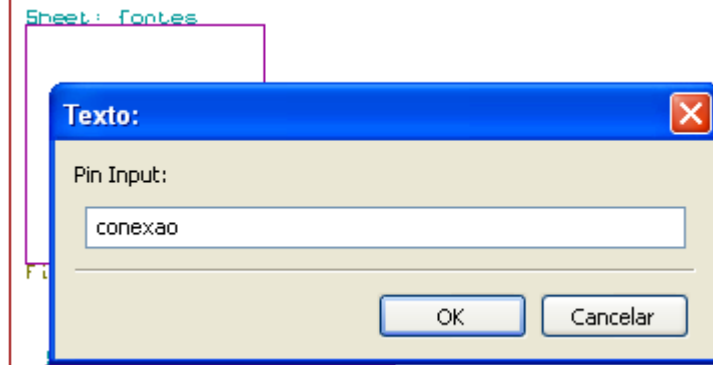 Sheet: fontes
Texto:
Pin Input:
conexao
OK
Cancelar